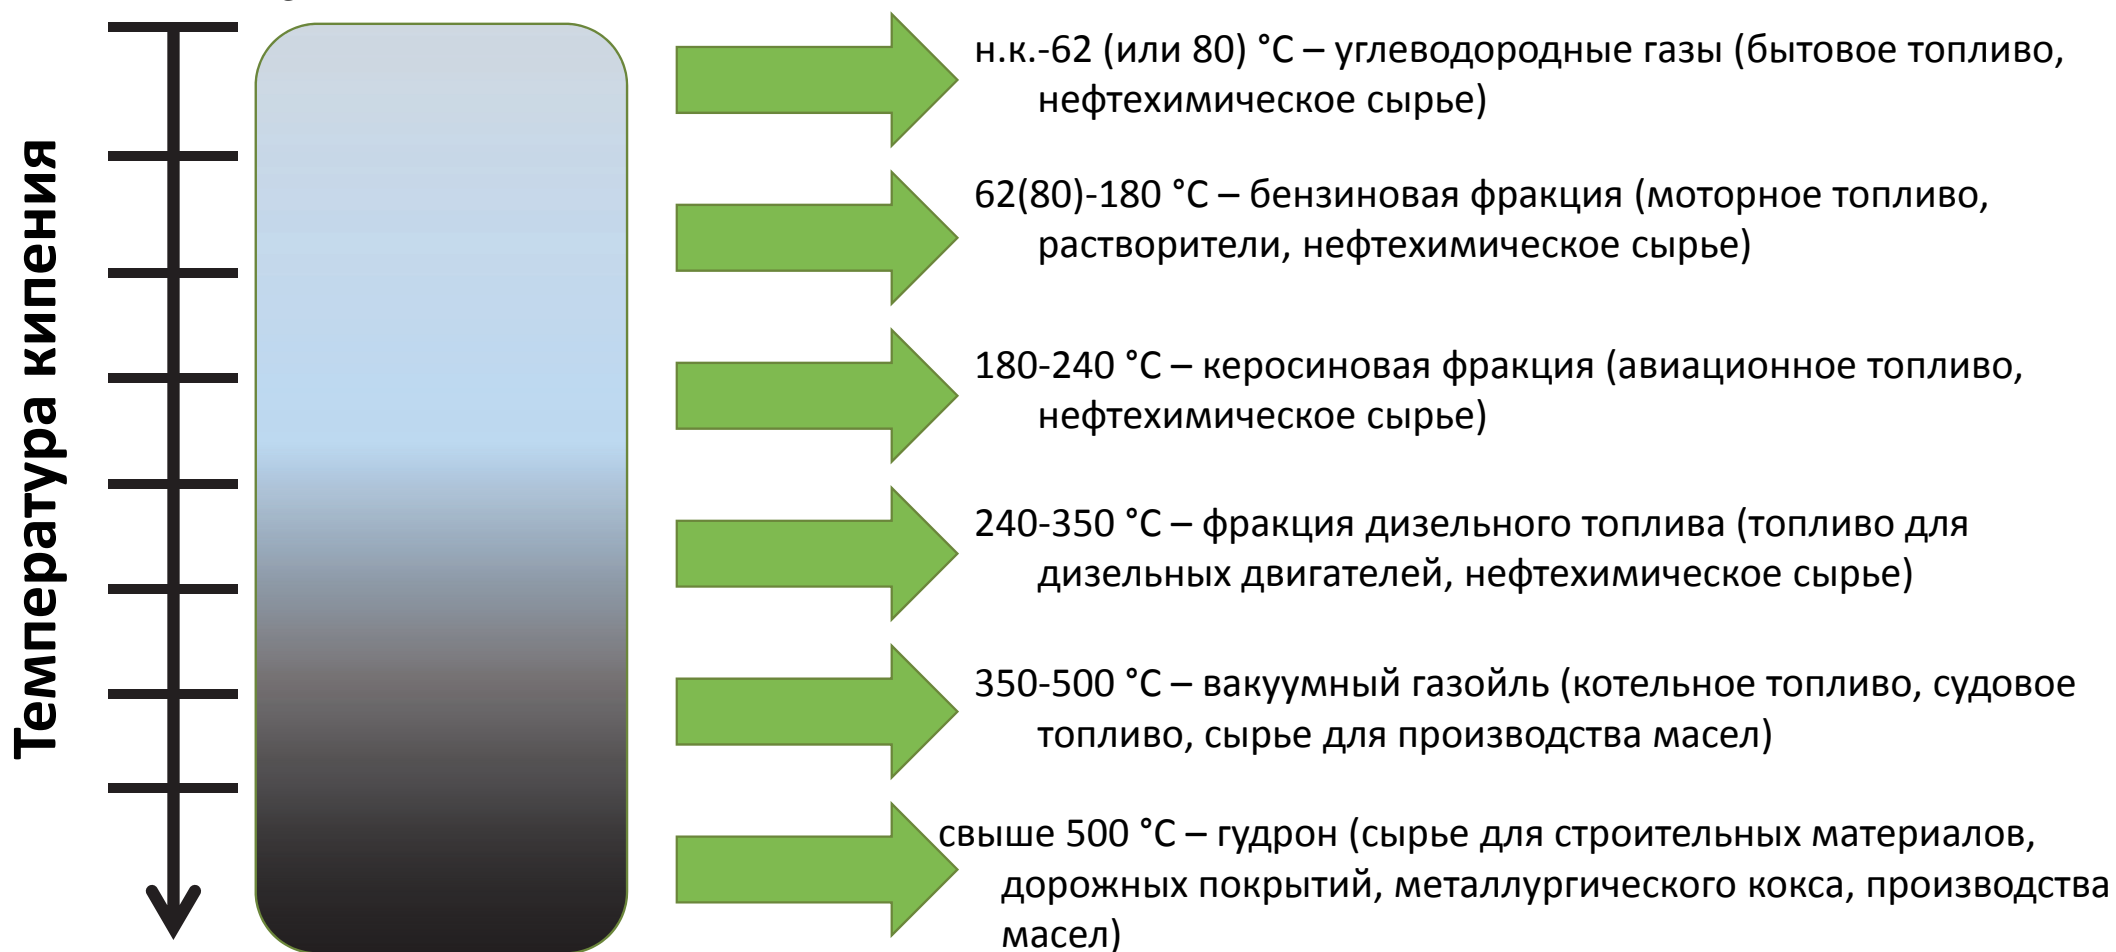 Температура кипения
н.к.-62 (или 80) °С – углеводородные газы (бытовое топливо,
нефтехимическое сырье)
62(80)-180 °С – бензиновая фракция (моторное топливо,
растворители, нефтехимическое сырье)
180-240 °С – керосиновая фракция (авиационное топливо,
нефтехимическое сырье)
240-350 °С – фракция дизельного топлива (топливо для
дизельных двигателей, нефтехимическое сырье)
350-500 °С – вакуумный газойль (котельное топливо, судовое
топливо, сырье для производства масел)
свыше 500 °С – гудрон (сырье для строительных материалов,
дорожных покрытий, металлургического кокса, производства
масел)